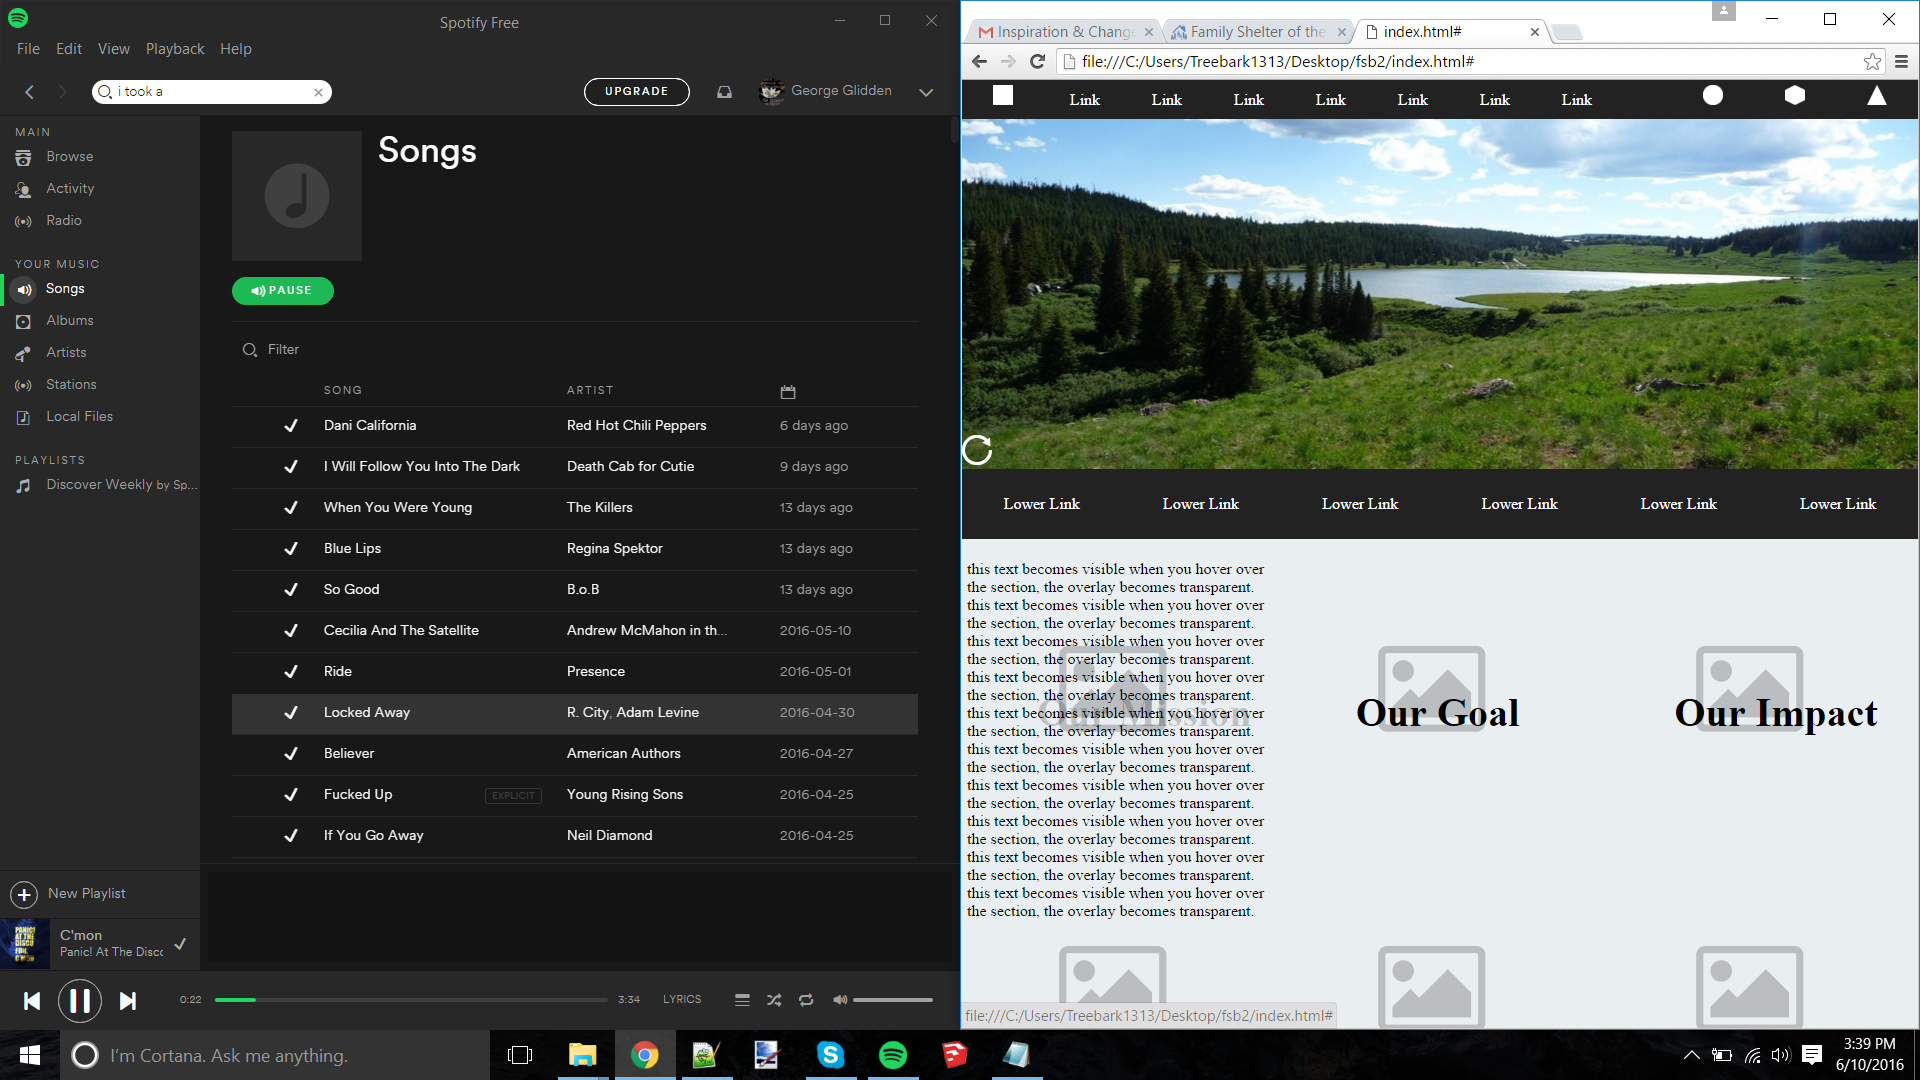 Spotify Free
File Edit View Playback Help
i took a
UPGRADE
George Glidden
MAIN
Browse
Activity
Radio
YOUR MUSIC
Songs
Albums
Artists
Stations
Local Files
PLAYLISTS
Discover Weekly by Sp...
New Playlist
C'mon
Panic! At The Disco
Songs
PAUSE
Filter
SONG ARTIST
Dani California Red Hot Chili Peppers 6 days ago
I Will Follow You Into The Dark Death Cab for Cutie 9 days ago
When You Were Young The Killers 13 days ago
Blue Lips Regina Spektor 13 days ago
So Good B.o.B 13 days ago
Cecilia And The Satellite Andrew McMahon in th... 2016-05-10
Ride Presence 2016-05-01
Locked Away R. City, Adam Levine 2016-04-30
Believer American Authors 2016-04-27
Fucked Up EXPLICIT Young Rising Sons 2016-04-25
If You Go Away Neil Diamond 2016-04-25
0:22 3:34 LYRICS
Inspiration & Change
Family Shelter of the
index.html#
file:///C:/Users/Treebark1313/Desktop/fsb2/index.html#
Link Link Link Link Link Link Link
Lower Link Lower Link Lower Link Lower Link Lower Link Lower Link
this text becomes visible when you hover over
the section, the overlay becomes transparent.
this text becomes visible when you hover over
the section, the overlay becomes transparent.
this text becomes visible when you hover over
the section, the overlay becomes transparent.
this text becomes visible when you hover over
the section, the overlay becomes transparent.
this text becomes visible when you hover over
the section, the overlay becomes transparent.
this text becomes visible when you hover over
the section, the overlay becomes transparent.
this text becomes visible when you hover over
the section, the overlay becomes transparent.
this text becomes visible when you hover over
the section, the overlay becomes transparent.
this text becomes visible when you hover over
the section, the overlay becomes transparent.
this text becomes visible when you hover over
the section, the overlay becomes transparent.
Our Mission
Our Goal
Our Impact
file:///C:/Users/Treebark1313/Desktop/fsb2/index.html#
I'm Cortana. Ask me anything.
3:39 PM
6/10/2016